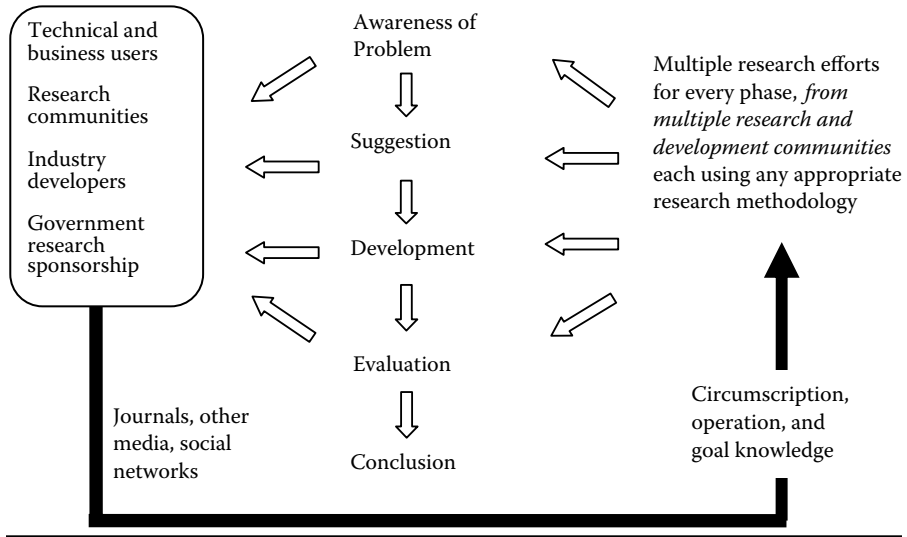 Technical and
business users
Research
communities
Industry
developers
Government
research
sponsorship
Awareness of
Problem
Suggestion
Development
Evaluation
Conclusion
Multiple research efforts
for every phase, from
multiple research and
development communities
each using any appropriate
research methodology
Journals, other
media, social
networks
Circumscription,
operation, and
goal knowledge